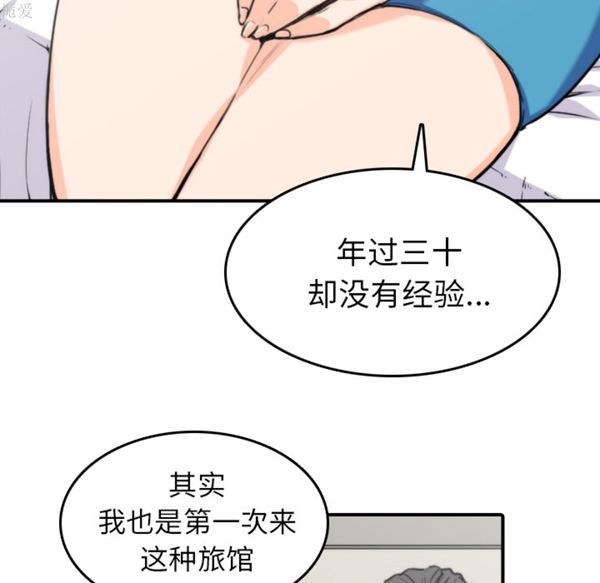 年过三十
却没有经验...
其实
我也是第一次来
这种旅馆